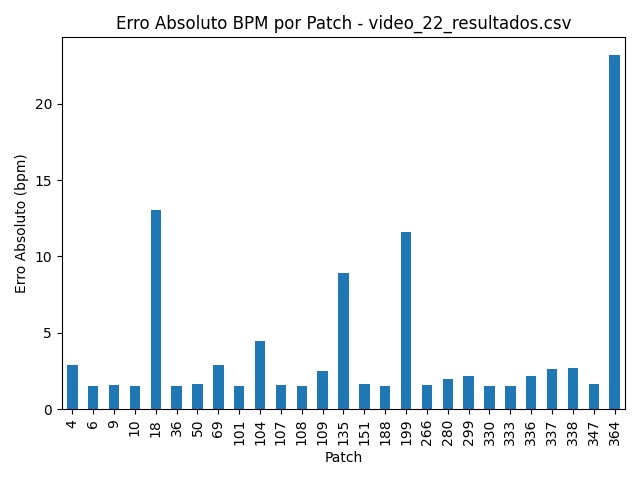 Erro Absoluto BPM por Patch - video_22_resultados.csv
Erro Absoluto (bpm)
20
15
10
5
0
4 6 9 10 18 36 50 69 101 104 107 108 109 135 151 188 199 266 280 299 330 333 336 337 338 347 364
Patch